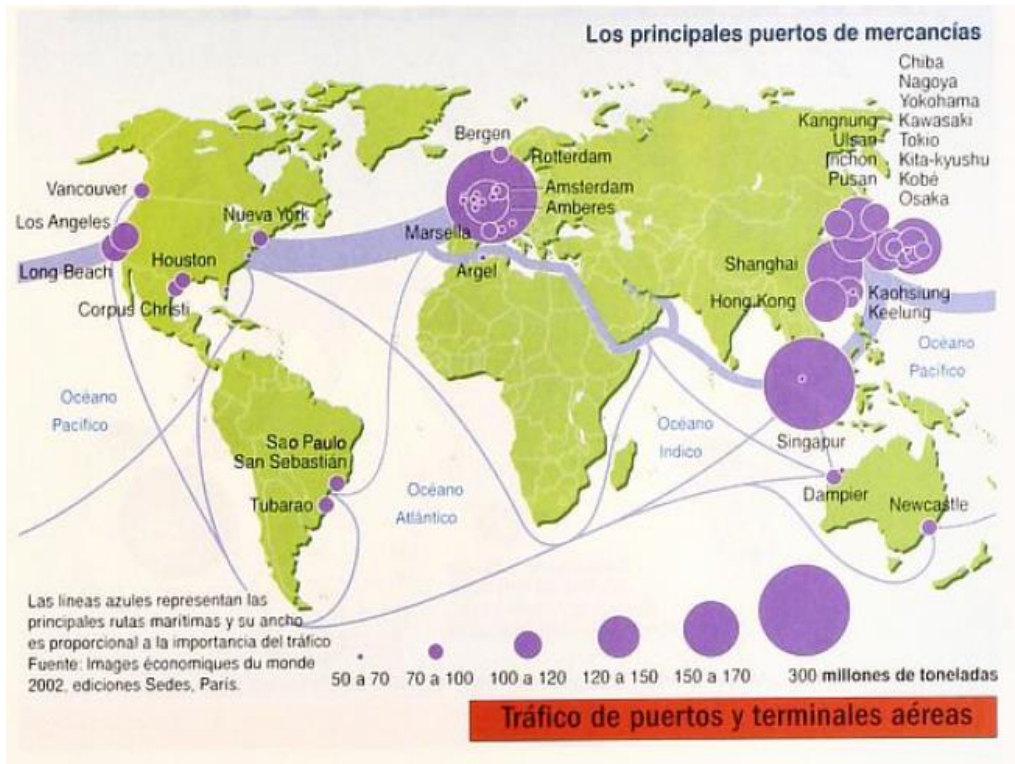 Los principales puertos de mercancías
Chiba
Nagoya
Yokohama
Kangnung
Kawasaki
Ulsan
Tokio
Inchon
Kita-kyushu
Pusan
Kobé
Osaka
Bergen
Rotterdam
Amsterdam
Amberes
Marsella
Argel
Vancouver
Los Angeles
Nueva York
Long Beach
Houston
Corpus Christi
Shanghai
Hong Kong
Kaohsiung
Keelung
Océano
Pacífico
Océano
Pacífico
Océano
Indico
Singapur
Sao Paulo
San Sebastián
Tubarao
Océano
Atlántico
Dampier
Newcastle
Las líneas azules representan las
principales rutas marítimas y su ancho
es proporcional a la importancia del tráfico
Fuente: Images économiques du monde
2002, ediciones Sedes, París.
50 a 70
70 a 100
100 a 120
120 a 150
150 a 170
300 millones de toneladas
Tráfico de puertos y terminales aéreas